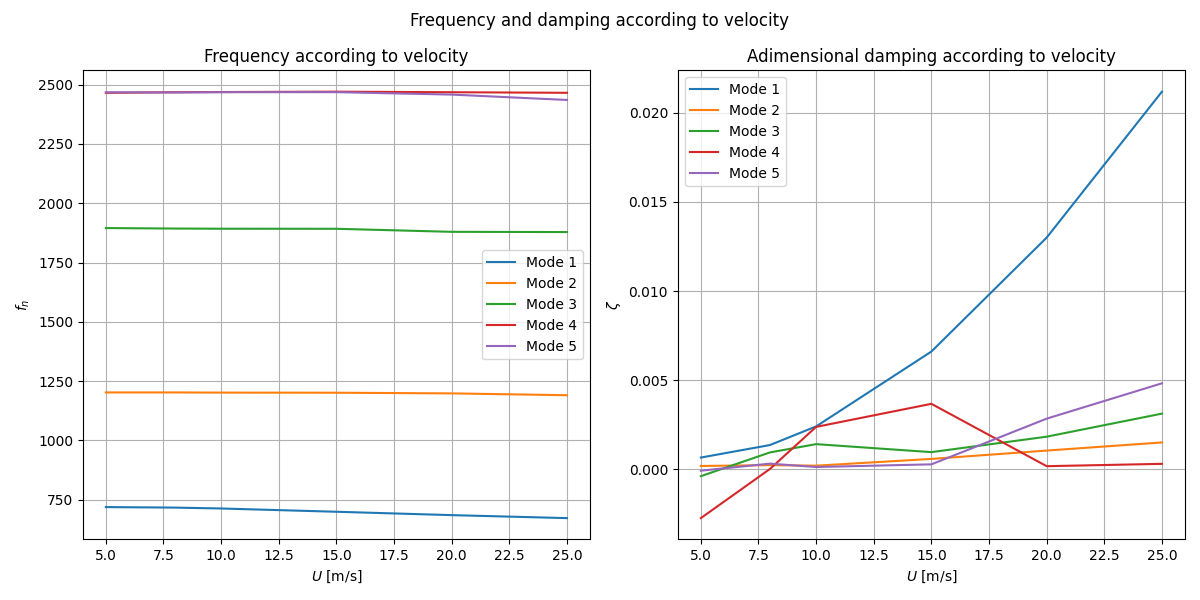 Frequency and damping according to velocity
Frequency according to velocity
2500
2250
2000
1750
1500
1250
1000
750
5.0 7.5 10.0 12.5 15.0 17.5 20.0 22.5 25.0
U [m/s]
fn
Mode 1
Mode 2
Mode 3
Mode 4
Mode 5
Adimensional damping according to velocity
0.020
0.015
0.010
0.005
0.000
5.0 7.5 10.0 12.5 15.0 17.5 20.0 22.5 25.0
U [m/s]
ζ
Mode 1
Mode 2
Mode 3
Mode 4
Mode 5